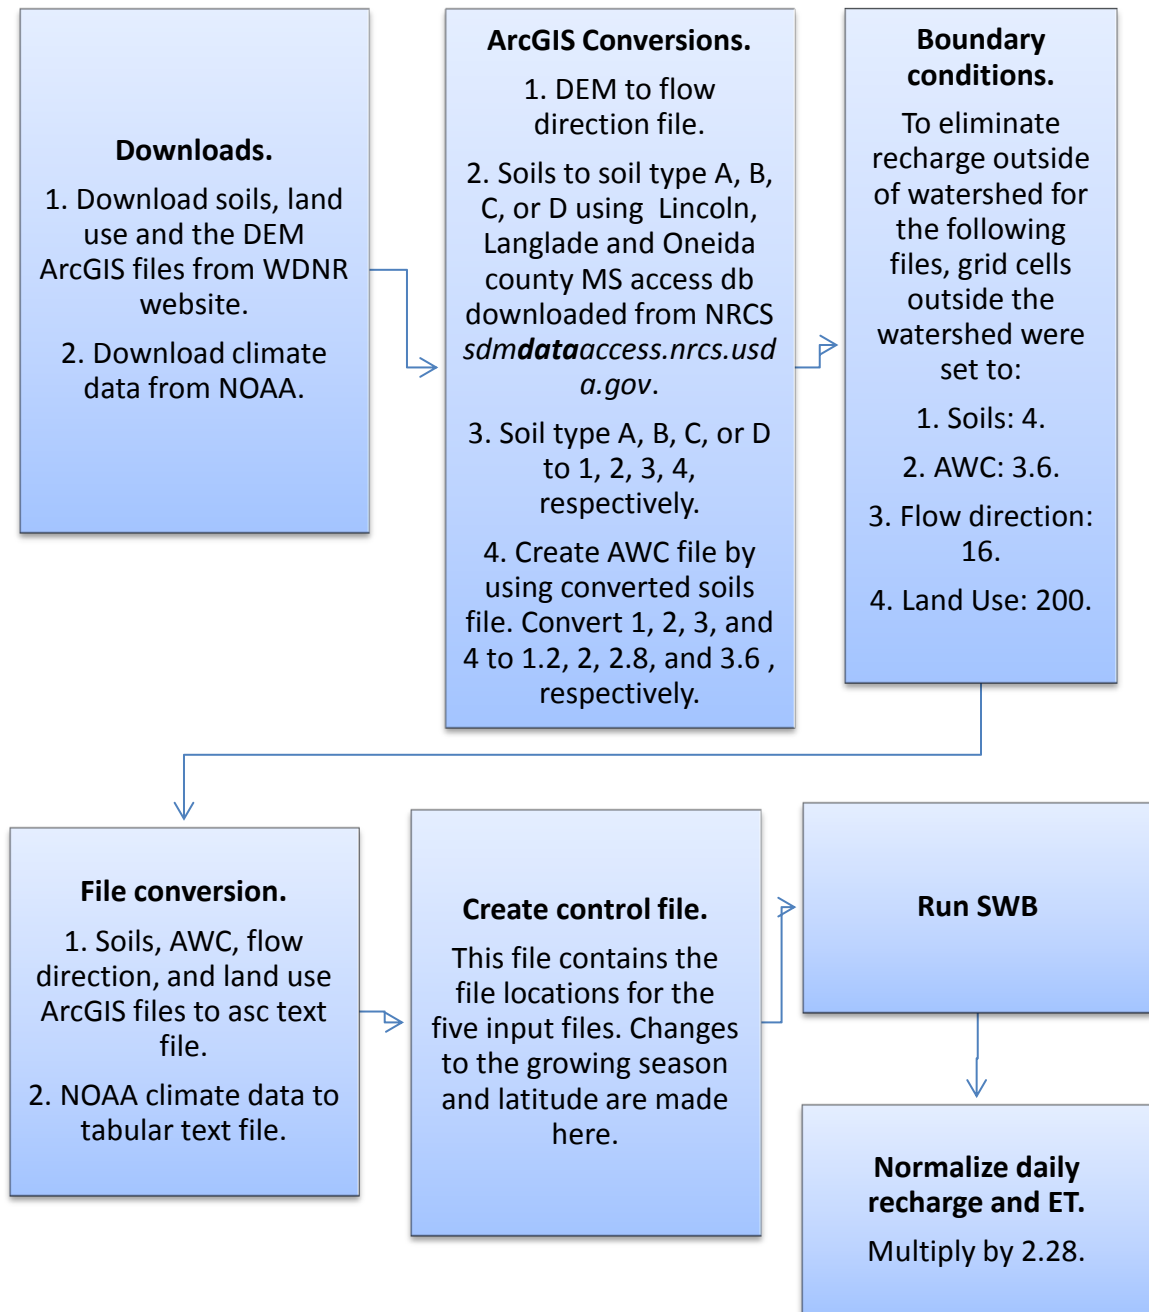 Downloads.
1. Download soils, land
use and the DEM
ArcGIS files from WDNR
website.
2. Download climate
data from NOAA.
ArcGIS Conversions.
1. DEM to flow
direction file.
2. Soils to soil type A, B,
C, or D using Lincoln,
Langlade and Oneida
county MS access db
downloaded from NRCS
sdmdataaccess.nrcs.usd
a.gov.
3. Soil type A, B, C, or D
to 1, 2, 3, 4,
respectively.
4. Create AWC file by
using converted soils
file. Convert 1, 2, 3, and
4 to 1.2, 2, 2.8, and 3.6 ,
respectively.
Boundary
conditions.
To eliminate
recharge outside
of watershed for
the following
files, grid cells
outside the
watershed were
set to:
1. Soils: 4.
2. AWC: 3.6.
3. Flow direction:
16.
4. Land Use: 200.
File conversion.
1. Soils, AWC, flow
direction, and land use
ArcGIS files to asc text
file.
2. NOAA climate data to
tabular text file.
Create control file.
This file contains the
file locations for the
five input files. Changes
to the growing season
and latitude are made
here.
Run SWB
Normalize daily
recharge and ET.
Multiply by 2.28.